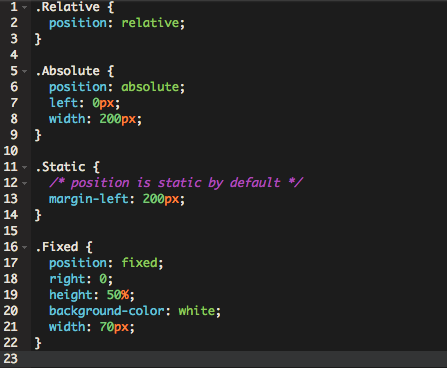 1 .Relative {
2 position: relative;
3 }
4
5 .Absolute {
6 position: absolute;
7 left: 0px;
8 width: 200px;
9 }
10
11 .Static {
12 /* position is static by default */
13 margin-left: 200px;
14 }
15
16 .Fixed {
17 position: fixed;
18 right: 0;
19 height: 50%;
20 background-color: white;
21 width: 70px;
22 }
23